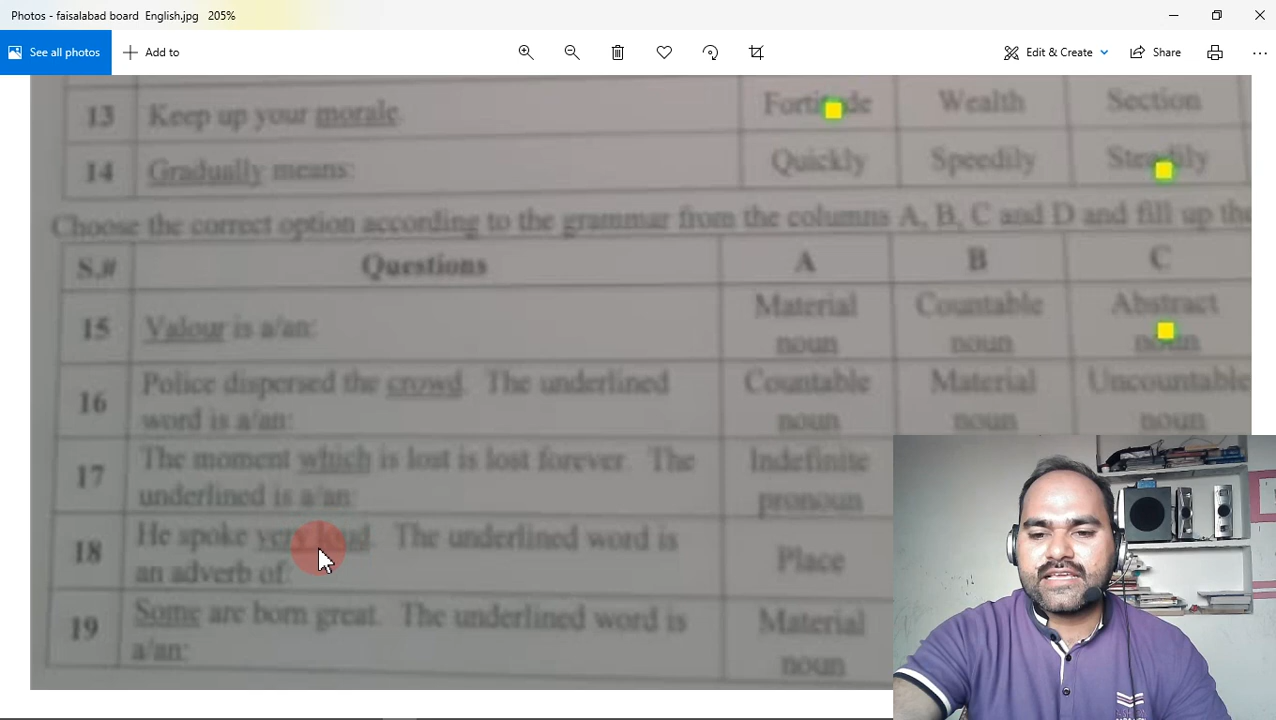 Photos - faisalabad board English.jpg 205%
See all photos
Add to
Edit & Create
Share
13 Keep up your morale. Fortitude Wealth Section
14 Gradually means: Quickly Speedily Steadily
Choose the correct option according to the grammar from the columns A, B, C and D and fill up the
S.# Questions A B C
15 Valour is a/an: Material noun Countable noun Abstract noun
16 Police dispersed the crowd. The underlined
word is a/an: Countable noun Material noun Uncountable noun
17 The moment which is lost is lost forever. The
underlined is a/an: Indefinite pronoun
18 He spoke very loud. The underlined word is
an adverb of: Place
19 Some are born great. The underlined word is
a/an: Material noun